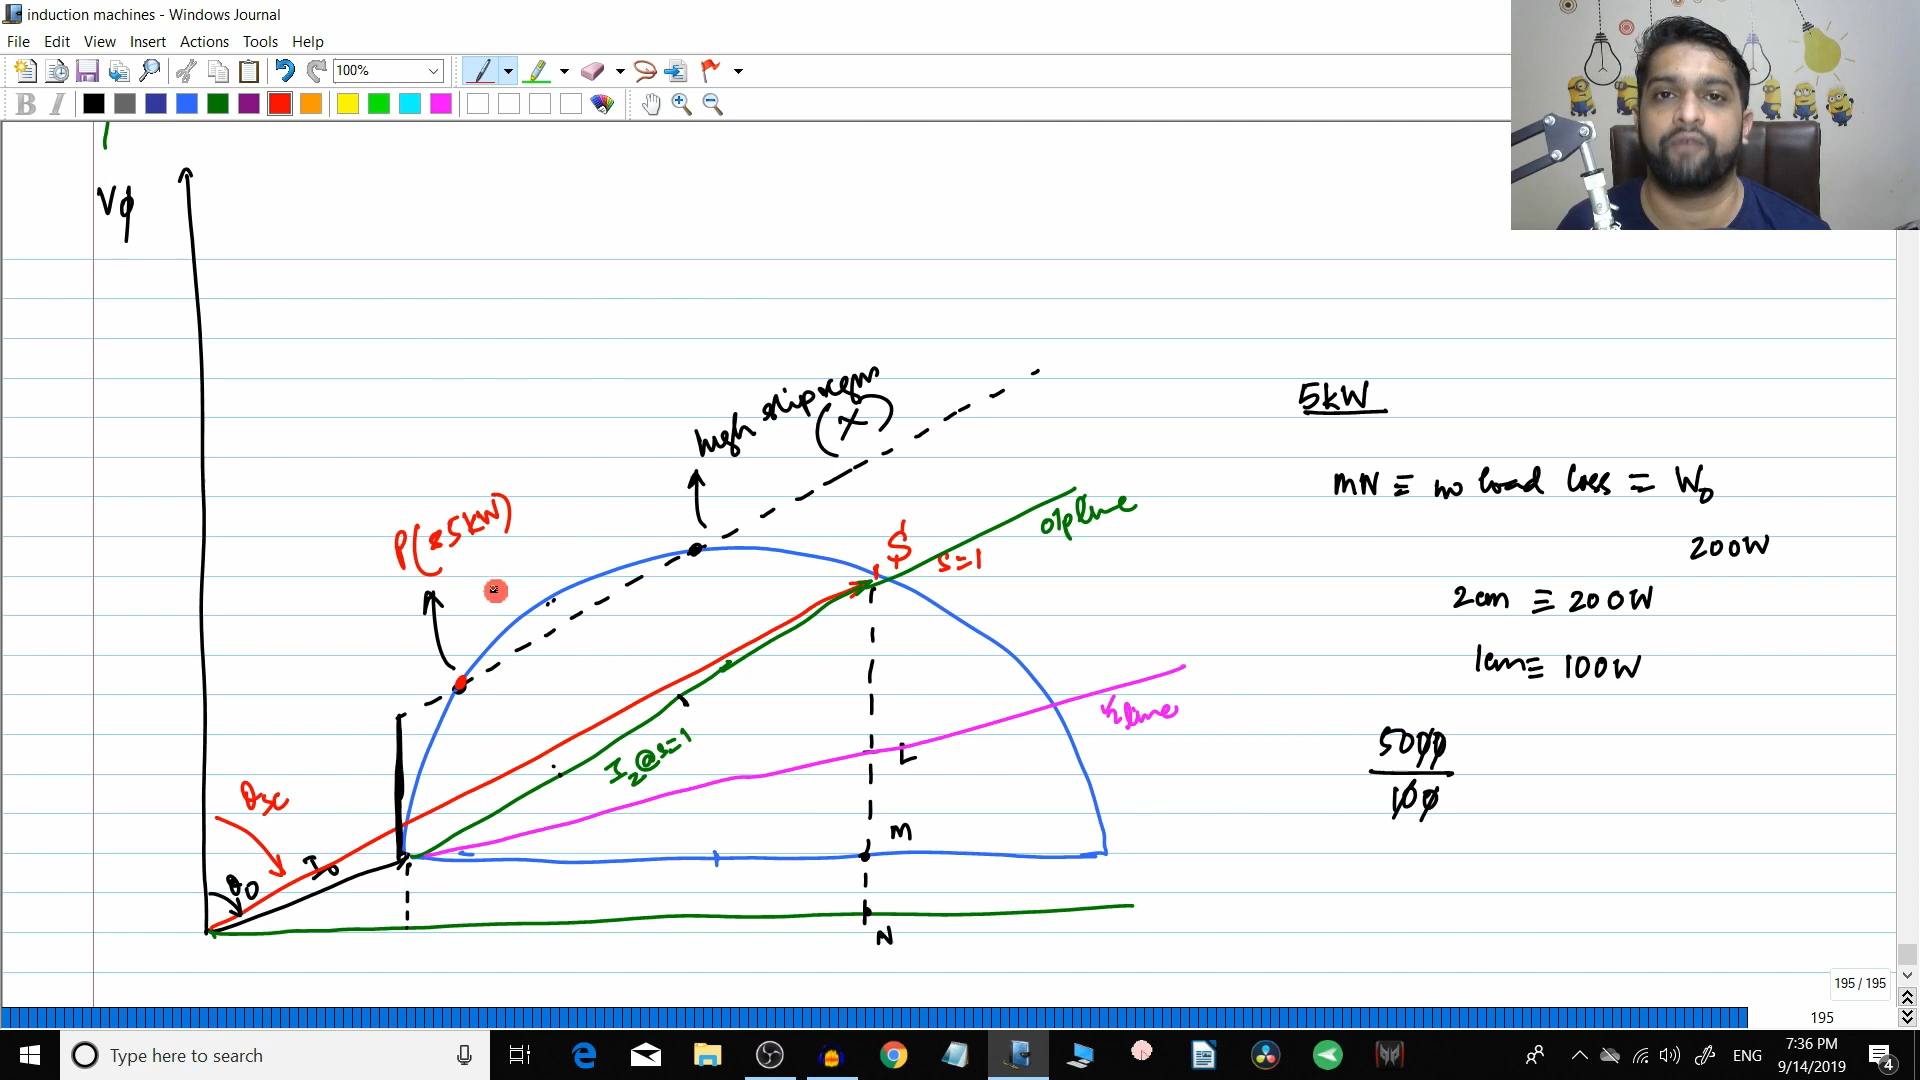 induction machines - Windows Journal
File Edit View Insert Actions Tools Help
100%
B I
Vφ
high slip regn
(X)
P(≡5kW)
S
S=1
o/p line
I₂@s=1
L
M
N
θsc
θ0
I₀
5kW
MN ≡ no load loss = W₀
200W
2cm ≡ 200W
1cm ≡ 100W
5000
100
195 / 195
195
Type here to search
ENG
7:36 PM
9/14/2019
4